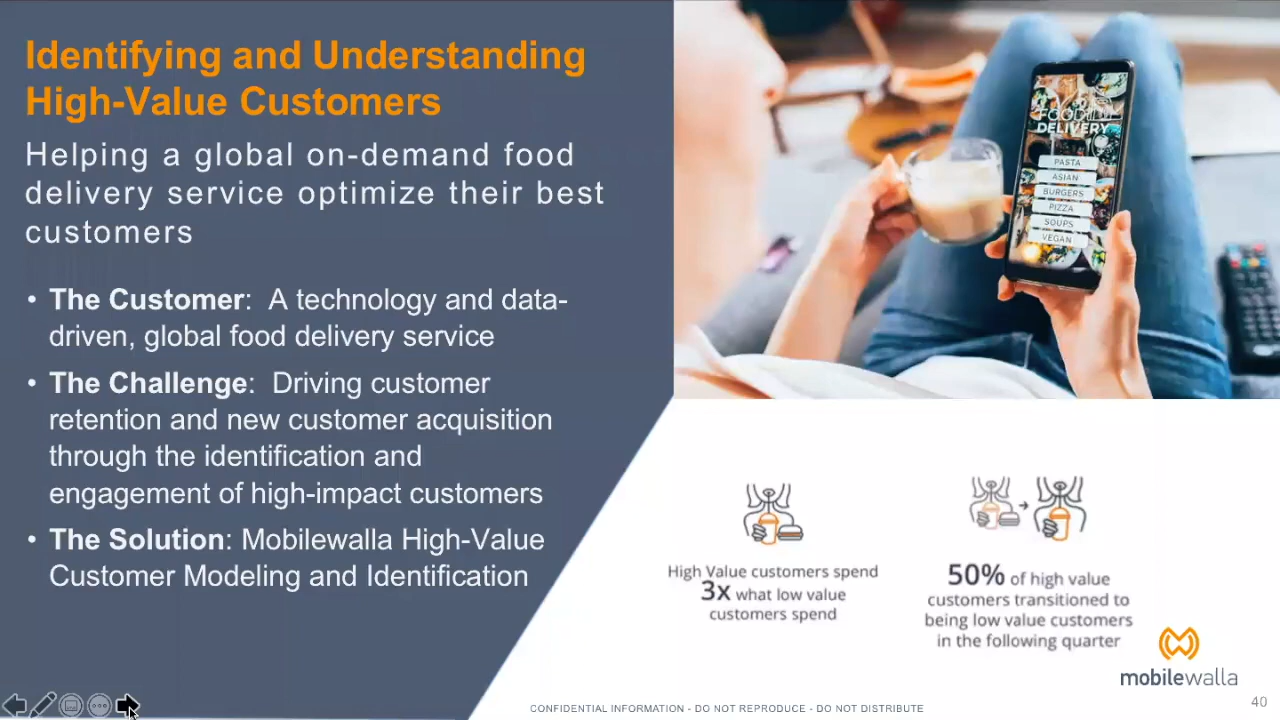 Identifying and Understanding
High-Value Customers
Helping a global on-demand food
delivery service optimize their best
customers
• The Customer:  A technology and data-
driven, global food delivery service
• The Challenge:  Driving customer
retention and new customer acquisition
through the identification and
engagement of high-impact customers
• The Solution: Mobilewalla High-Value
Customer Modeling and Identification
FOOD
DELIVERY
PASTA
ASIAN
BURGERS
PIZZA
SOUPS
VEGAN
High Value customers spend
3x what low value
customers spend
50% of high value
customers transitioned to
being low value customers
in the following quarter
mobilewalla
CONFIDENTIAL INFORMATION - DO NOT REPRODUCE - DO NOT DISTRIBUTE
40